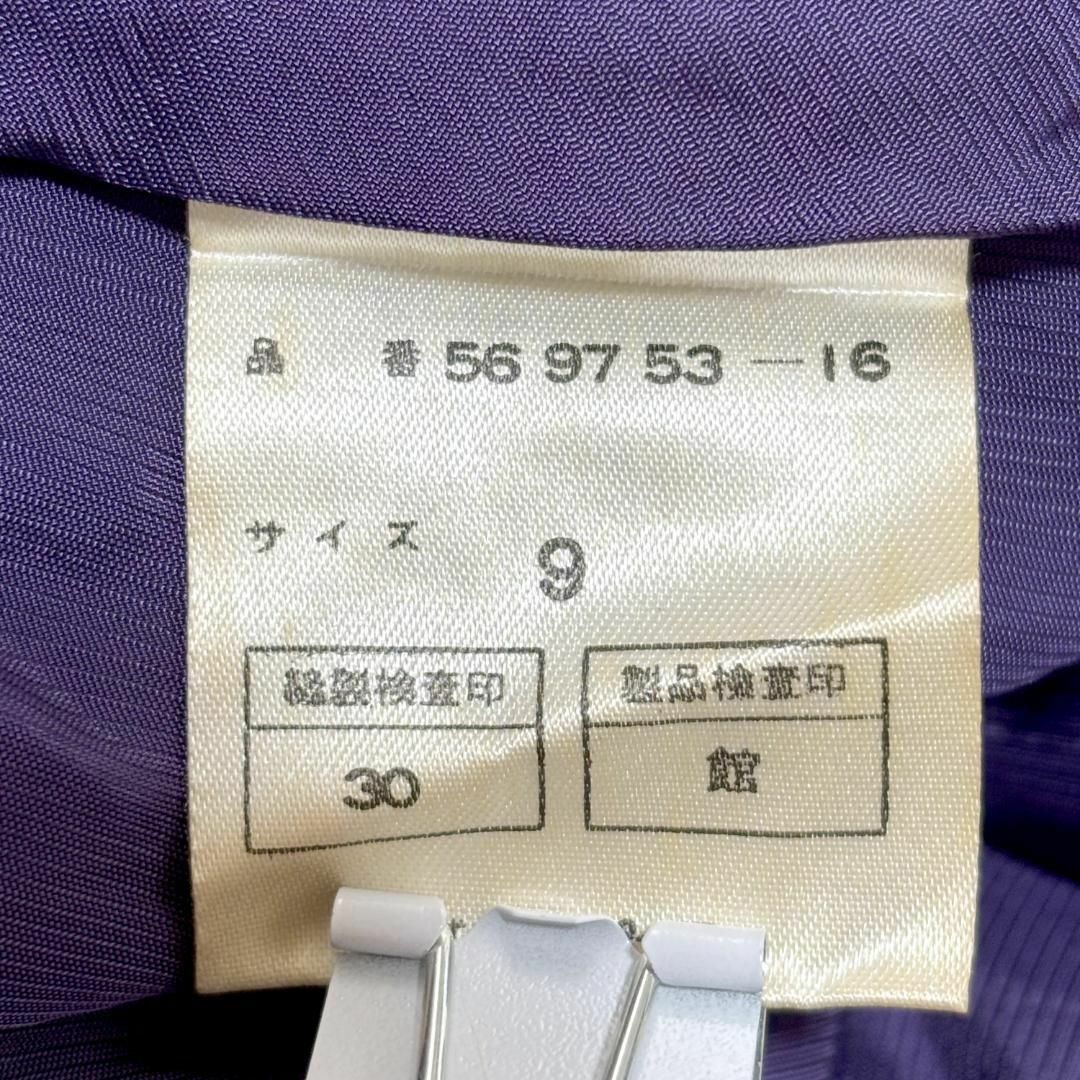 品 番 56 97 53 — 16
サイズ 9
縫製検査印 製品検査印
30 館